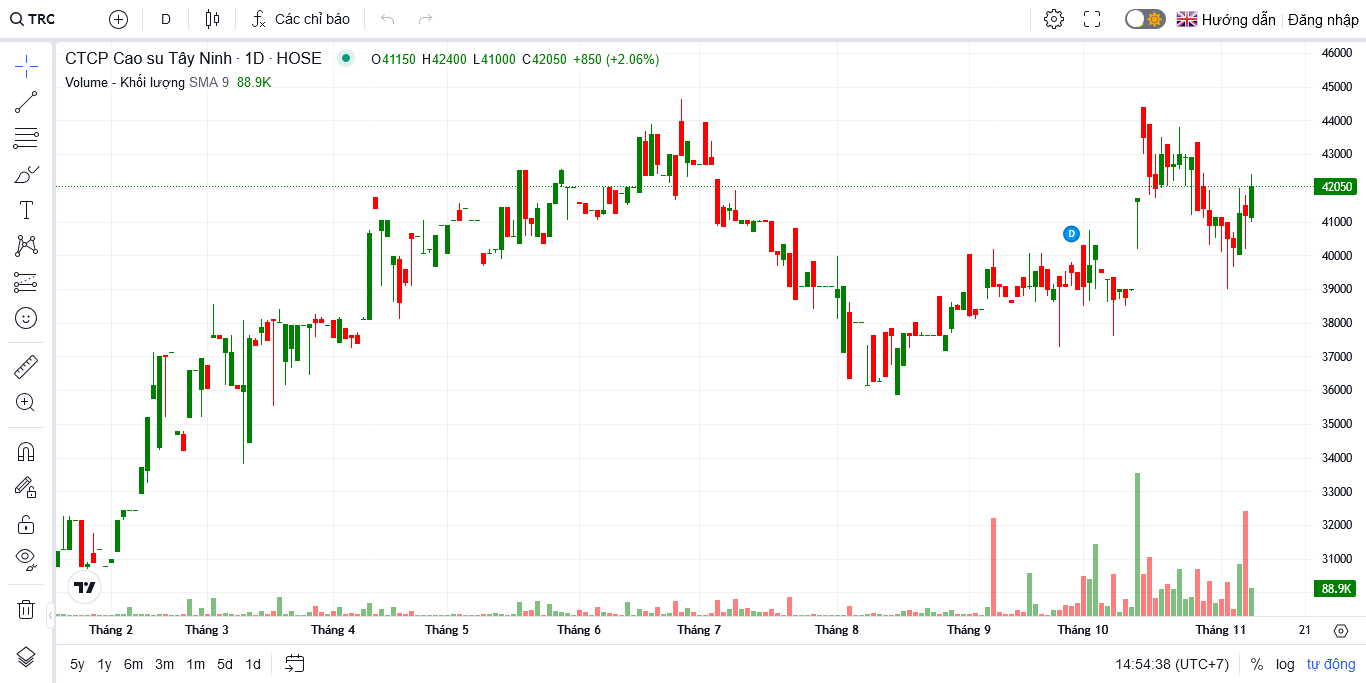 TRC D Các chỉ báo Hướng dẫn Đăng nhập
CTCP Cao su Tây Ninh · 1D · HOSE O41150 H42400 L41000 C42050 +850 (+2.06%)
Volume - Khối lượng SMA 9 88.9K
46000
45000
44000
43000
42050
41000
40000
39000
38000
37000
36000
35000
34000
33000
32000
31000
88.9K
D
Tháng 2 Tháng 3 Tháng 4 Tháng 5 Tháng 6 Tháng 7 Tháng 8 Tháng 9 Tháng 10 Tháng 11 21
5y 1y 6m 3m 1m 5d 1d 14:54:38 (UTC+7) % log tự động